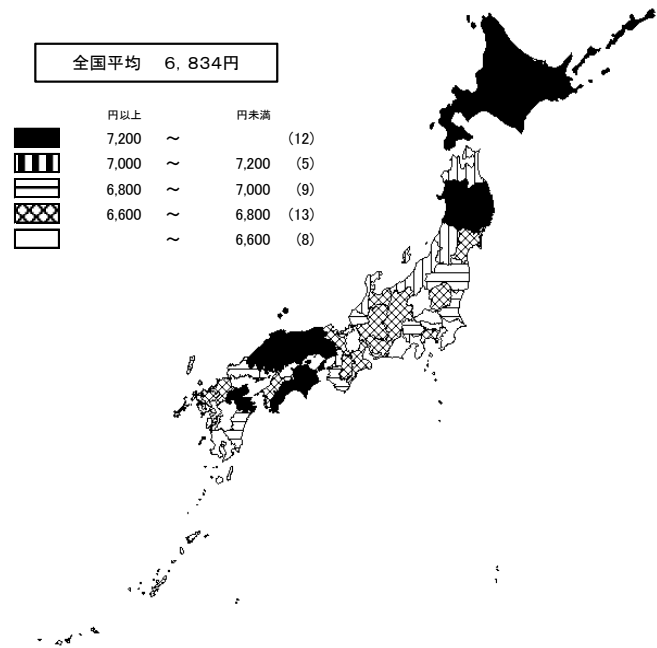 全国平均　６，８３４円
円以上　円未満
7,200　～　(12)
7,000　～　7,200　(5)
6,800　～　7,000　(9)
6,600　～　6,800　(13)
～　6,600　(8)